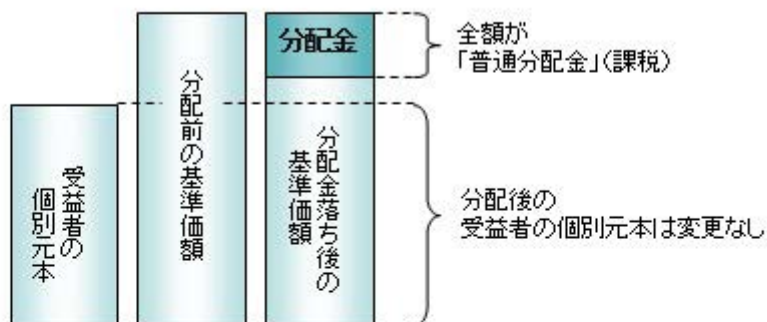 受益者の
個別元本
分配前の基準価額
分配金
分配金落ち後の
基準価額
全額が
「普通分配金」(課税)
分配後の
受益者の個別元本は変更なし